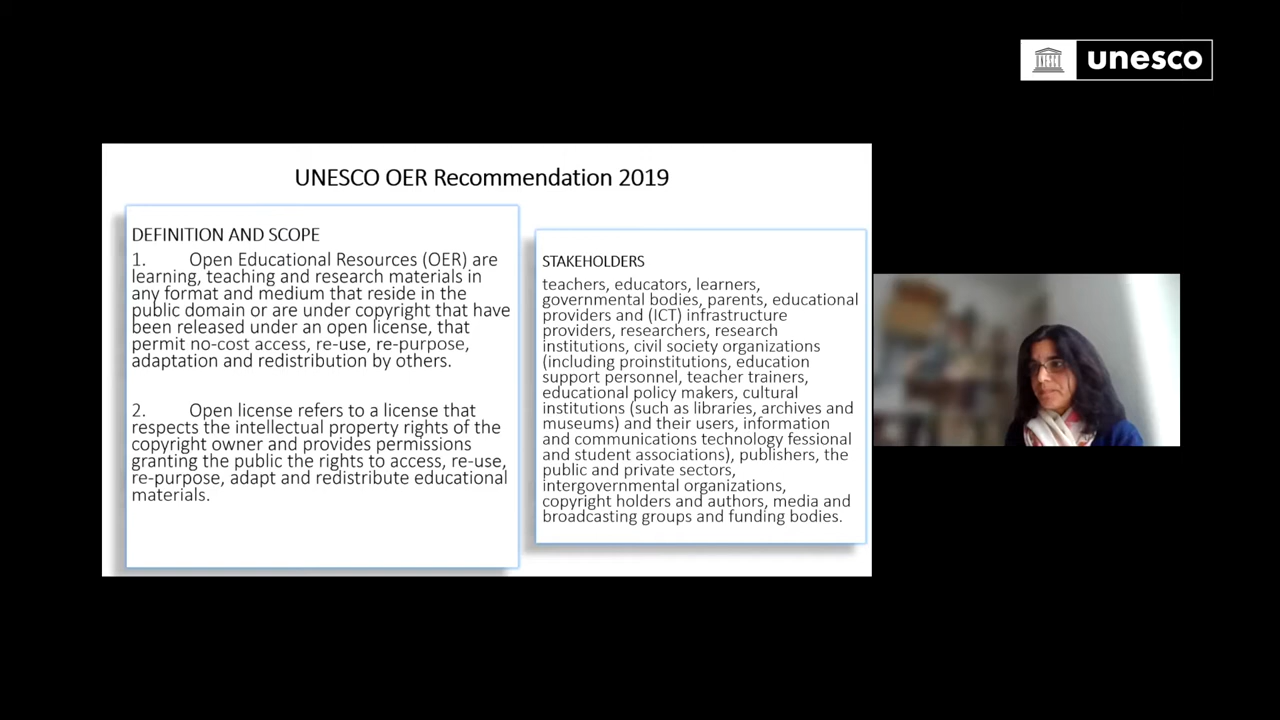 unesco
UNESCO OER Recommendation 2019
DEFINITION AND SCOPE
1. Open Educational Resources (OER) are
learning, teaching and research materials in
any format and medium that reside in the
public domain or are under copyright that have
been released under an open license, that
permit no-cost access, re-use, re-purpose,
adaptation and redistribution by others.
2. Open license refers to a license that
respects the intellectual property rights of the
copyright owner and provides permissions
granting the public the rights to access, re-use,
re-purpose, adapt and redistribute educational
materials.
STAKEHOLDERS
teachers, educators, learners,
governmental bodies, parents, educational
providers and (ICT) infrastructure
providers, researchers, research
institutions, civil society organizations
(including proinstitutions, education
support personnel, teacher trainers,
educational policy makers, cultural
institutions (such as libraries, archives and
museums) and their users, information
and communications technology fessional
and student associations), publishers, the
public and private sectors,
intergovernmental organizations,
copyright holders and authors, media and
broadcasting groups and funding bodies.